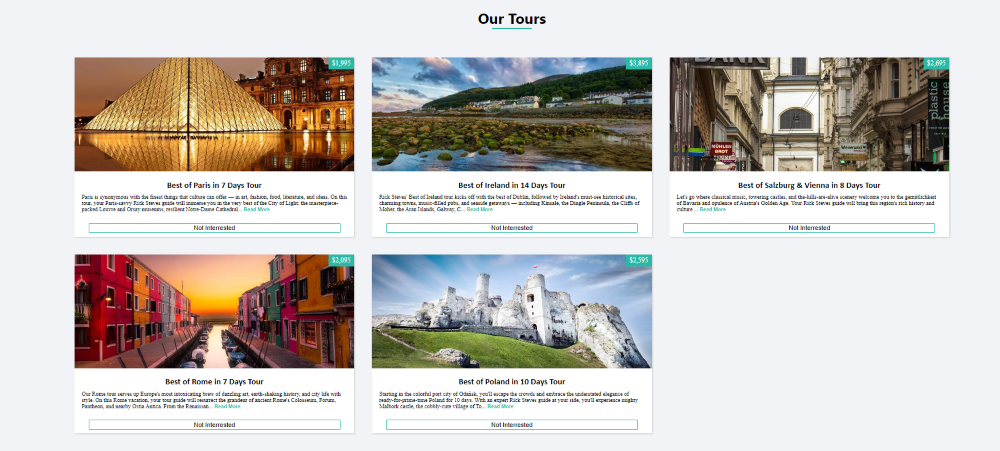 Our Tours
$1,995
Best of Paris in 7 Days Tour
Paris is synonymous with the finest things that culture can offer — in art, fashion, food, literature, and ideas. On this
tour, your Paris-savvy Rick Steves guide will immerse you in the very best of the City of Light: the masterpiece-
packed Louvre and Orsay museums, resilient Notre-Dame Cathedral... Read More
Not Interrested
$3,895
Best of Ireland in 14 Days Tour
Rick Steves' Best of Ireland tour kicks off with the best of Dublin, followed by Ireland's must-see historical sites,
charming towns, music-filled pubs, and seaside getaways — including Kinsale, the Dingle Peninsula, the Cliffs of
Moher, the Aran Islands, Galway, C... Read More
Not Interrested
BANK
MÜHLEN
BROT
plastic
house
$2,695
Best of Salzburg & Vienna in 8 Days Tour
Let's go where classical music, towering castles, and the-hills-are-alive scenery welcome you to the gemütlichkeit
of Bavaria and opulence of Austria's Golden Age. Your Rick Steves guide will bring this region's rich history and
culture ... Read More
Not Interrested
$2,095
Best of Rome in 7 Days Tour
Our Rome tour serves up Europe's most intoxicating brew of dazzling art, earth-shaking history, and city life with
style. On this Rome vacation, your tour guide will resurrect the grandeur of ancient Rome's Colosseum, Forum,
Pantheon, and nearby Ostia Antica. From the Renaissan... Read More
Not Interrested
$2,595
Best of Poland in 10 Days Tour
Starting in the colorful port city of Gdańsk, you'll escape the crowds and embrace the understated elegance of
ready-for-prime-time Poland for 10 days. With an expert Rick Steves guide at your side, you'll experience mighty
Malbork castle, the cobbly-cute village of To... Read More
Not Interrested